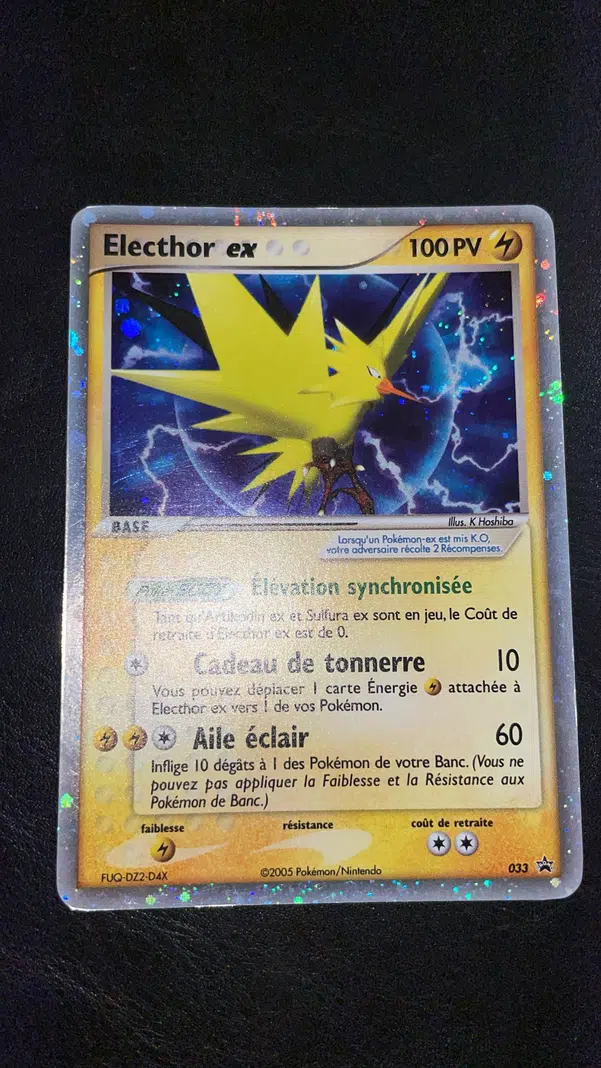 Electhor ex 100 PV
BASE
Illus. K Hoshiba
Lorsqu'un Pokémon-ex est mis K.O,
votre adversaire récolte 2 Récompenses.
Élévation synchronisée
Tant qu'Artikodin ex et Sulfura ex sont en jeu, le Coût de
retraite d'Electhor ex est de 0.
Cadeau de tonnerre 10
Vous pouvez déplacer 1 carte Énergie attachée à
Electhor ex vers 1 de vos Pokémon.
Aile éclair 60
Inflige 10 dégâts à 1 des Pokémon de votre Banc. (Vous ne
pouvez pas appliquer la Faiblesse et la Résistance aux
Pokémon de Banc.)
faiblesse résistance coût de retraite
FUQ-DZ2-D4X ©2005 Pokémon/Nintendo 033